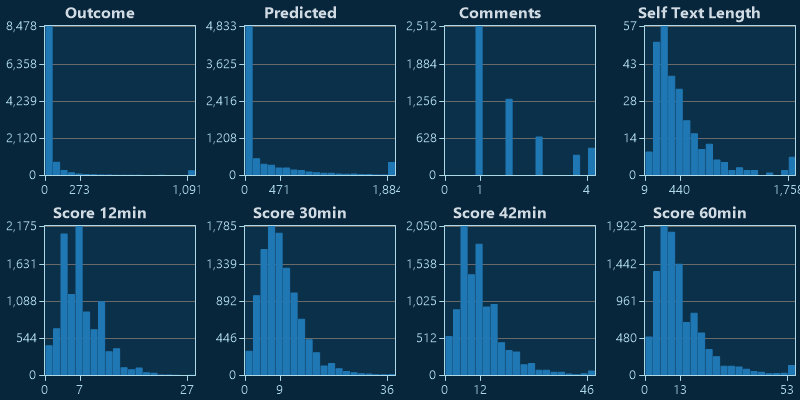 Outcome
8,478
6,358
4,239
2,120
0
0 273 1,091
Predicted
4,833
3,625
2,416
1,208
0
0 471 1,884
Comments
2,512
1,884
1,256
628
0
0 1 4
Self Text Length
57
43
28
14
0
9 440 1,758
Score 12min
2,175
1,631
1,088
544
0
0 7 27
Score 30min
1,785
1,339
892
446
0
0 9 36
Score 42min
2,050
1,538
1,025
512
0
0 12 46
Score 60min
1,922
1,442
961
480
0
0 13 53